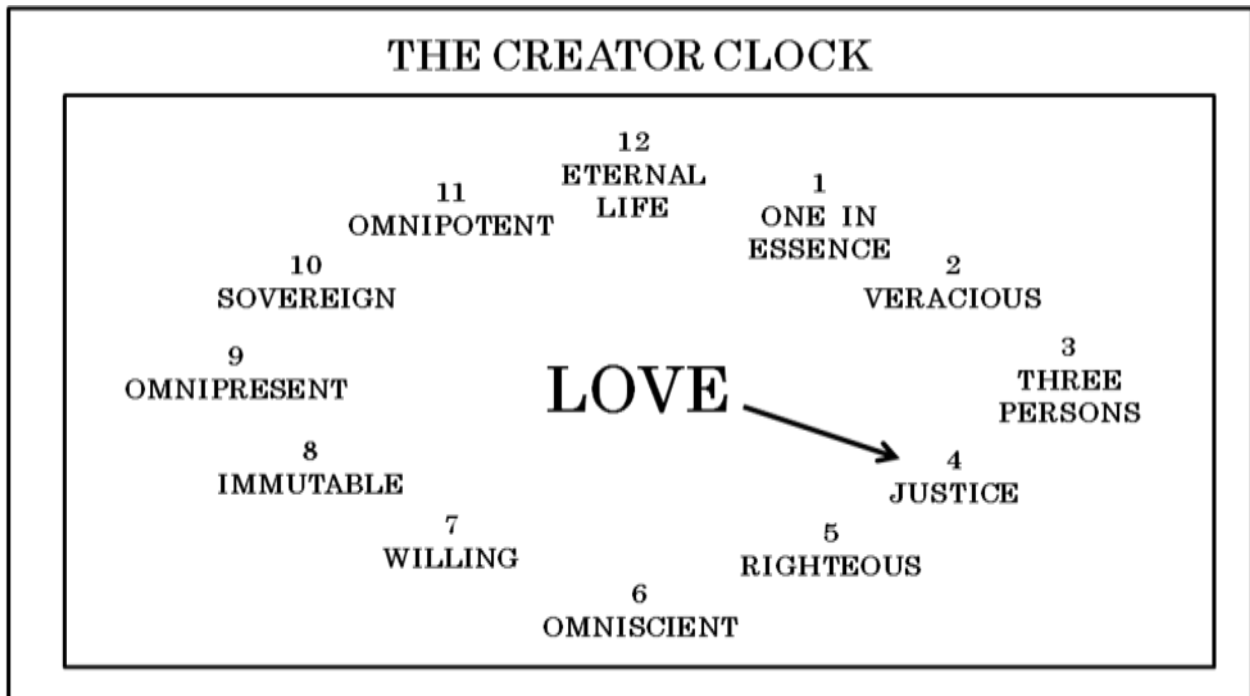 THE CREATOR CLOCK
12
ETERNAL
LIFE
1
ONE IN
ESSENCE
2
VERACIOUS
3
THREE
PERSONS
4
JUSTICE
5
RIGHTEOUS
6
OMNISCIENT
7
WILLING
8
IMMUTABLE
9
OMNIPRESENT
10
SOVEREIGN
11
OMNIPOTENT
LOVE